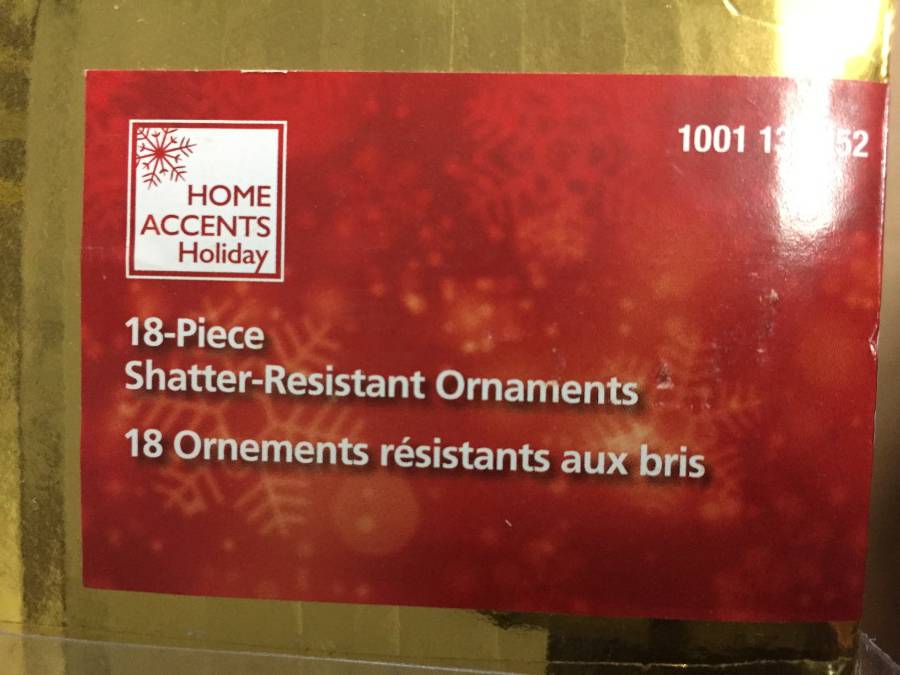 HOME
ACCENTS
Holiday
1001
18-Piece
Shatter-Resistant Ornaments
18 Ornements résistants aux bris